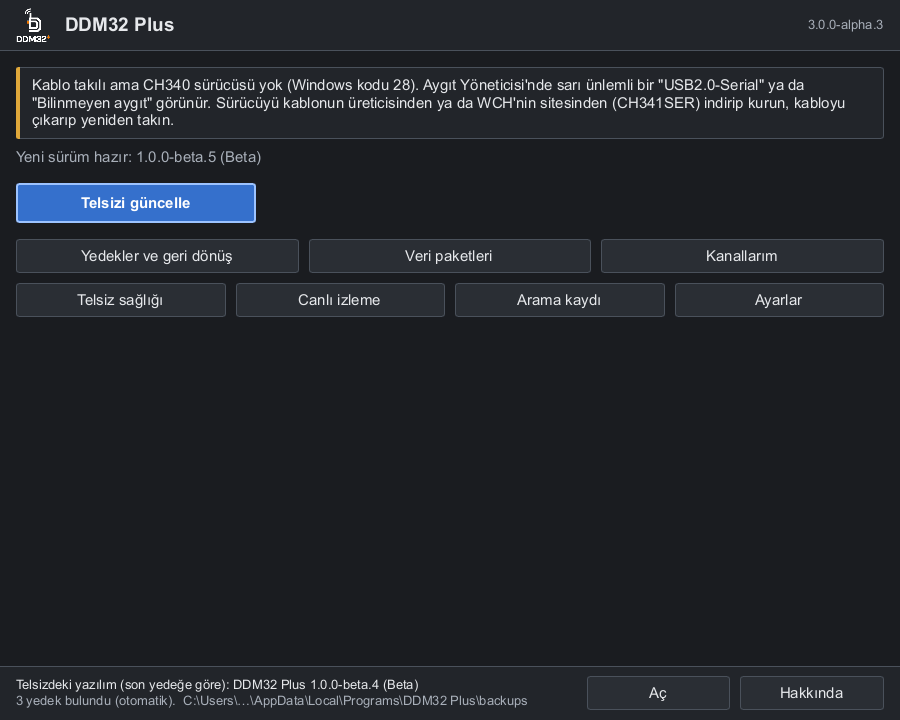 DDM32+
DDM32 Plus
3.0.0-alpha.3
Kablo takılı ama CH340 sürücüsü yok (Windows kodu 28). Aygıt Yöneticisi'nde sarı ünlemli bir "USB2.0-Serial" ya da
"Bilinmeyen aygıt" görünür. Sürücüyü kablonun üreticisinden ya da WCH'nin sitesinden (CH341SER) indirip kurun, kabloyu
çıkarıp yeniden takın.
Yeni sürüm hazır: 1.0.0-beta.5 (Beta)
Telsizi güncelle
Yedekler ve geri dönüş
Veri paketleri
Kanallarım
Telsiz sağlığı
Canlı izleme
Arama kaydı
Ayarlar
Telsizdeki yazılım (son yedeğe göre): DDM32 Plus 1.0.0-beta.4 (Beta)
3 yedek bulundu (otomatik).  C:\Users\...\AppData\Local\Programs\DDM32 Plus\backups
Aç
Hakkında